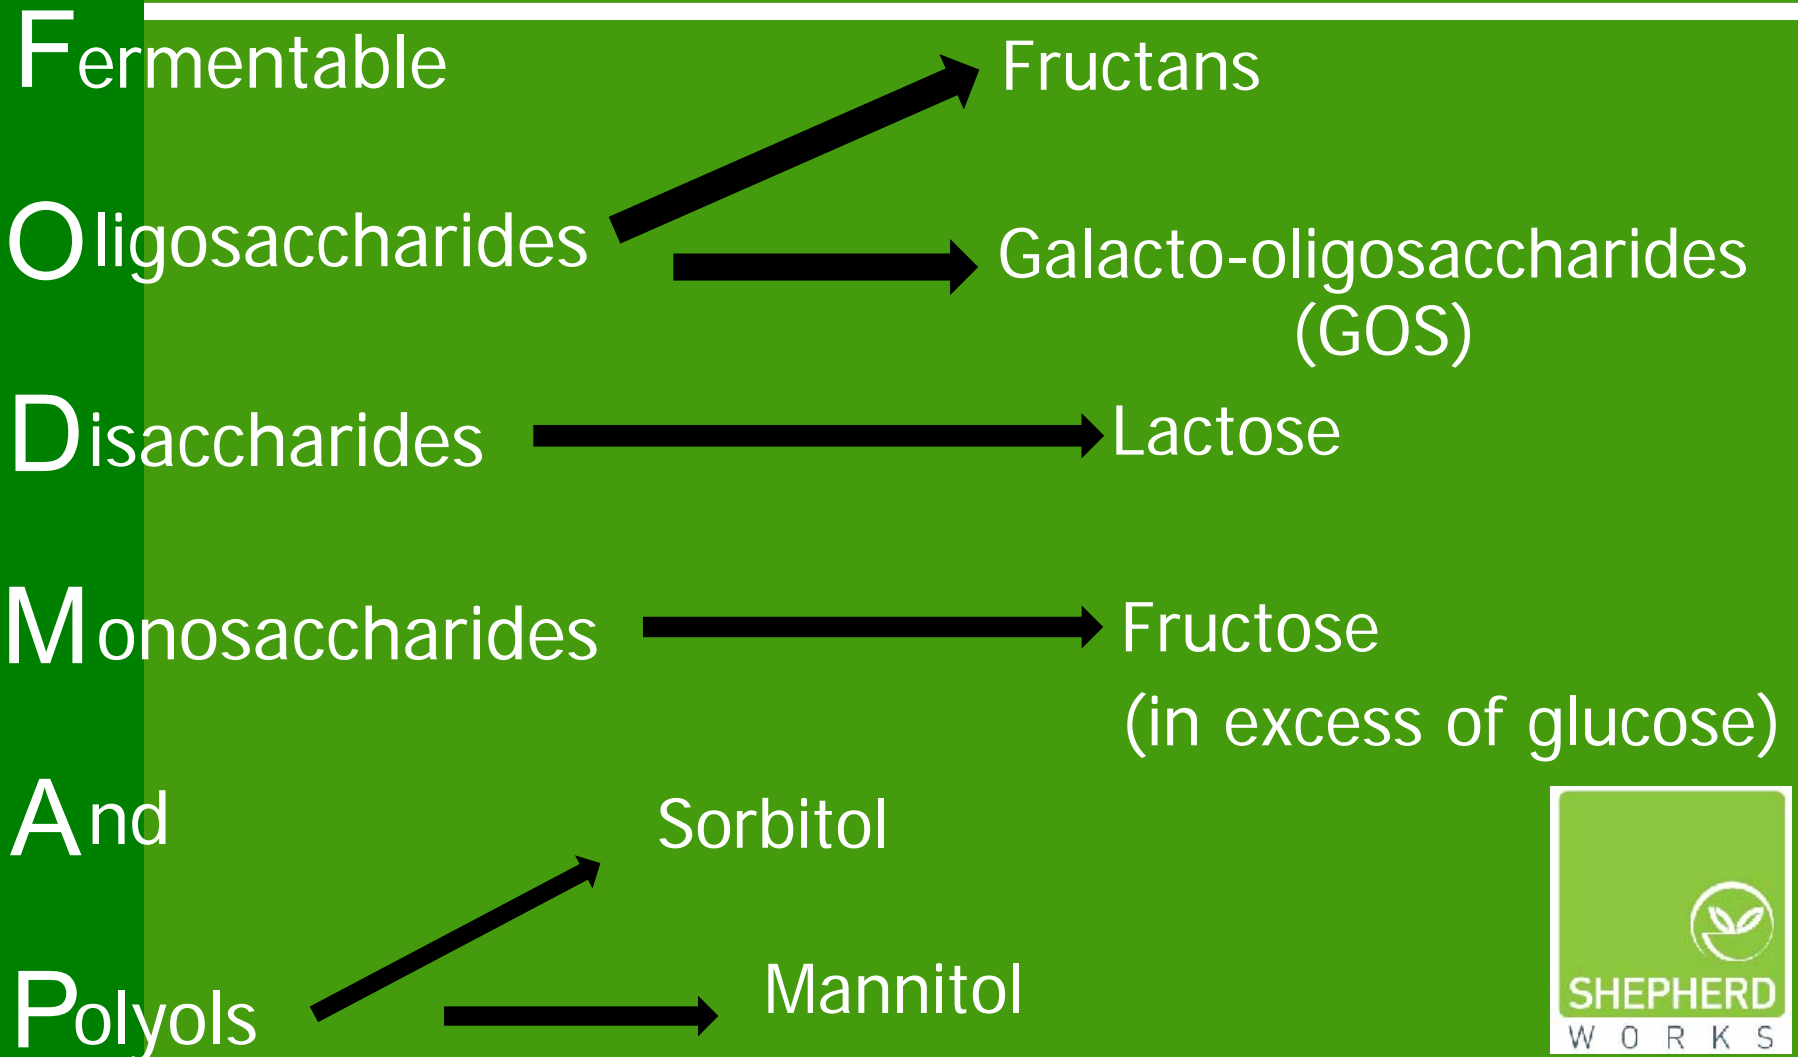 Fermentable
Fructans
Oligosaccharides
Galacto-oligosaccharides
(GOS)
Disaccharides
Lactose
Monosaccharides
Fructose
(in excess of glucose)
And
Sorbitol
Polyols
Mannitol
SHEPHERD
WORKS